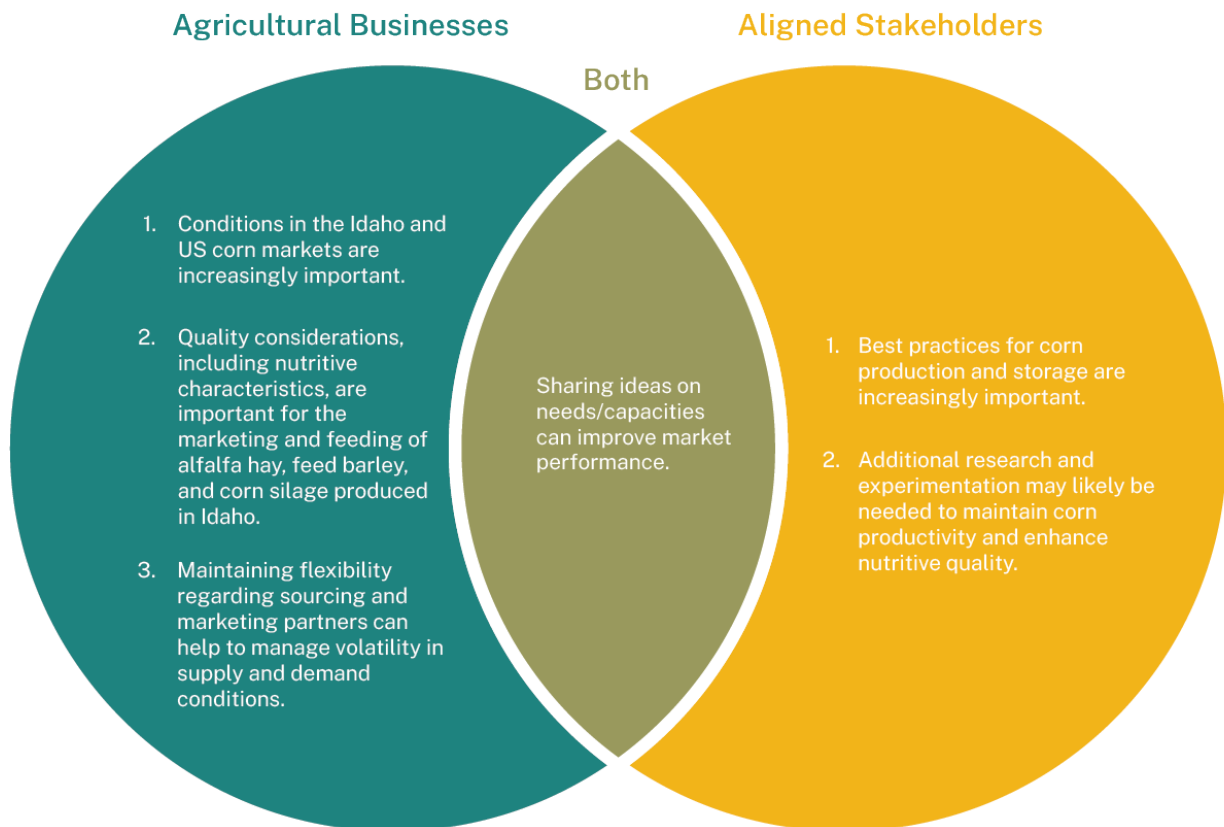 Agricultural Businesses
Aligned Stakeholders
Both
1. Conditions in the Idaho and
US corn markets are
increasingly important.
2. Quality considerations,
including nutritive
characteristics, are
important for the
marketing and feeding of
alfalfa hay, feed barley,
and corn silage produced
in Idaho.
3. Maintaining flexibility
regarding sourcing and
marketing partners can
help to manage volatility in
supply and demand
conditions.
Sharing ideas on
needs/capacities
can improve market
performance.
1. Best practices for corn
production and storage are
increasingly important.
2. Additional research and
experimentation may likely be
needed to maintain corn
productivity and enhance
nutritive quality.